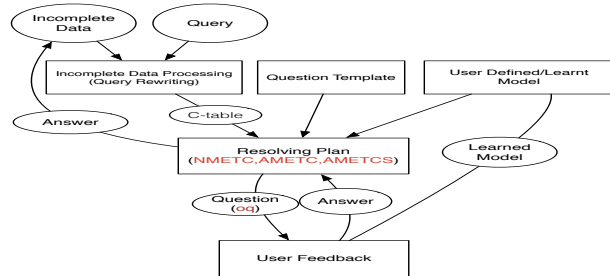 Incomplete
Data
Query
Incomplete Data Processing
(Query Rewriting)
Question Template
User Defined/Learnt
Model
Answer
C-table
Resolving Plan
(NMETC,AMETC,AMETCS)
Learned
Model
Question
(oq)
Answer
User Feedback